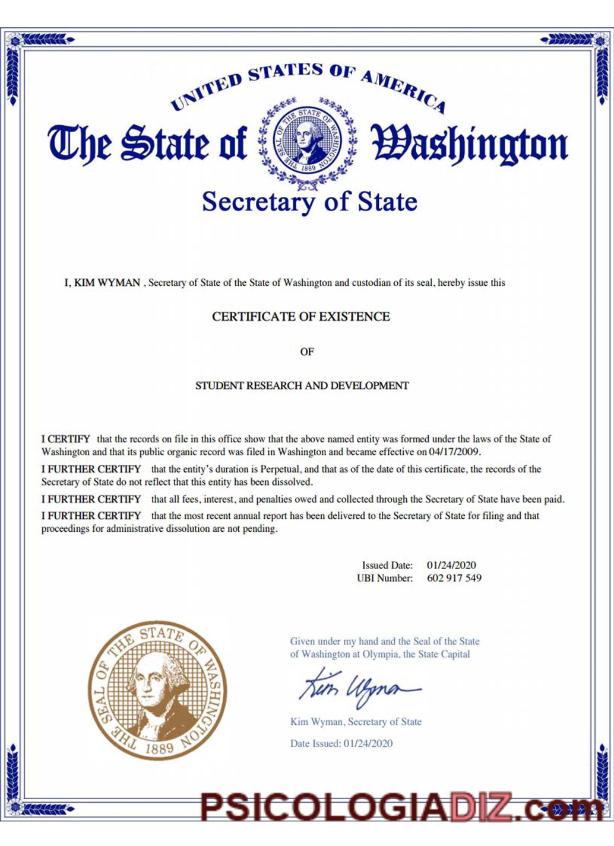 UNITED STATES OF AMERICA
The State of Washington
THE SEAL OF THE STATE OF WASHINGTON
1889
Secretary of State
I, KIM WYMAN , Secretary of State of the State of Washington and custodian of its seal, hereby issue this
CERTIFICATE OF EXISTENCE
OF
STUDENT RESEARCH AND DEVELOPMENT
I CERTIFY that the records on file in this office show that the above named entity was formed under the laws of the State of
Washington and that its public organic record was filed in Washington and became effective on 04/17/2009.
I FURTHER CERTIFY that the entity's duration is Perpetual, and that as of the date of this certificate, the records of the
Secretary of State do not reflect that this entity has been dissolved.
I FURTHER CERTIFY that all fees, interest, and penalties owed and collected through the Secretary of State have been paid.
I FURTHER CERTIFY that the most recent annual report has been delivered to the Secretary of State for filing and that
proceedings for administrative dissolution are not pending.
Issued Date: 01/24/2020
UBI Number: 602 917 549
THE SEAL OF THE STATE OF WASHINGTON
1889
Given under my hand and the Seal of the State
of Washington at Olympia, the State Capital
Kim Wyman
Kim Wyman, Secretary of State
Date Issued: 01/24/2020
PSICOLOGIADIZ.com